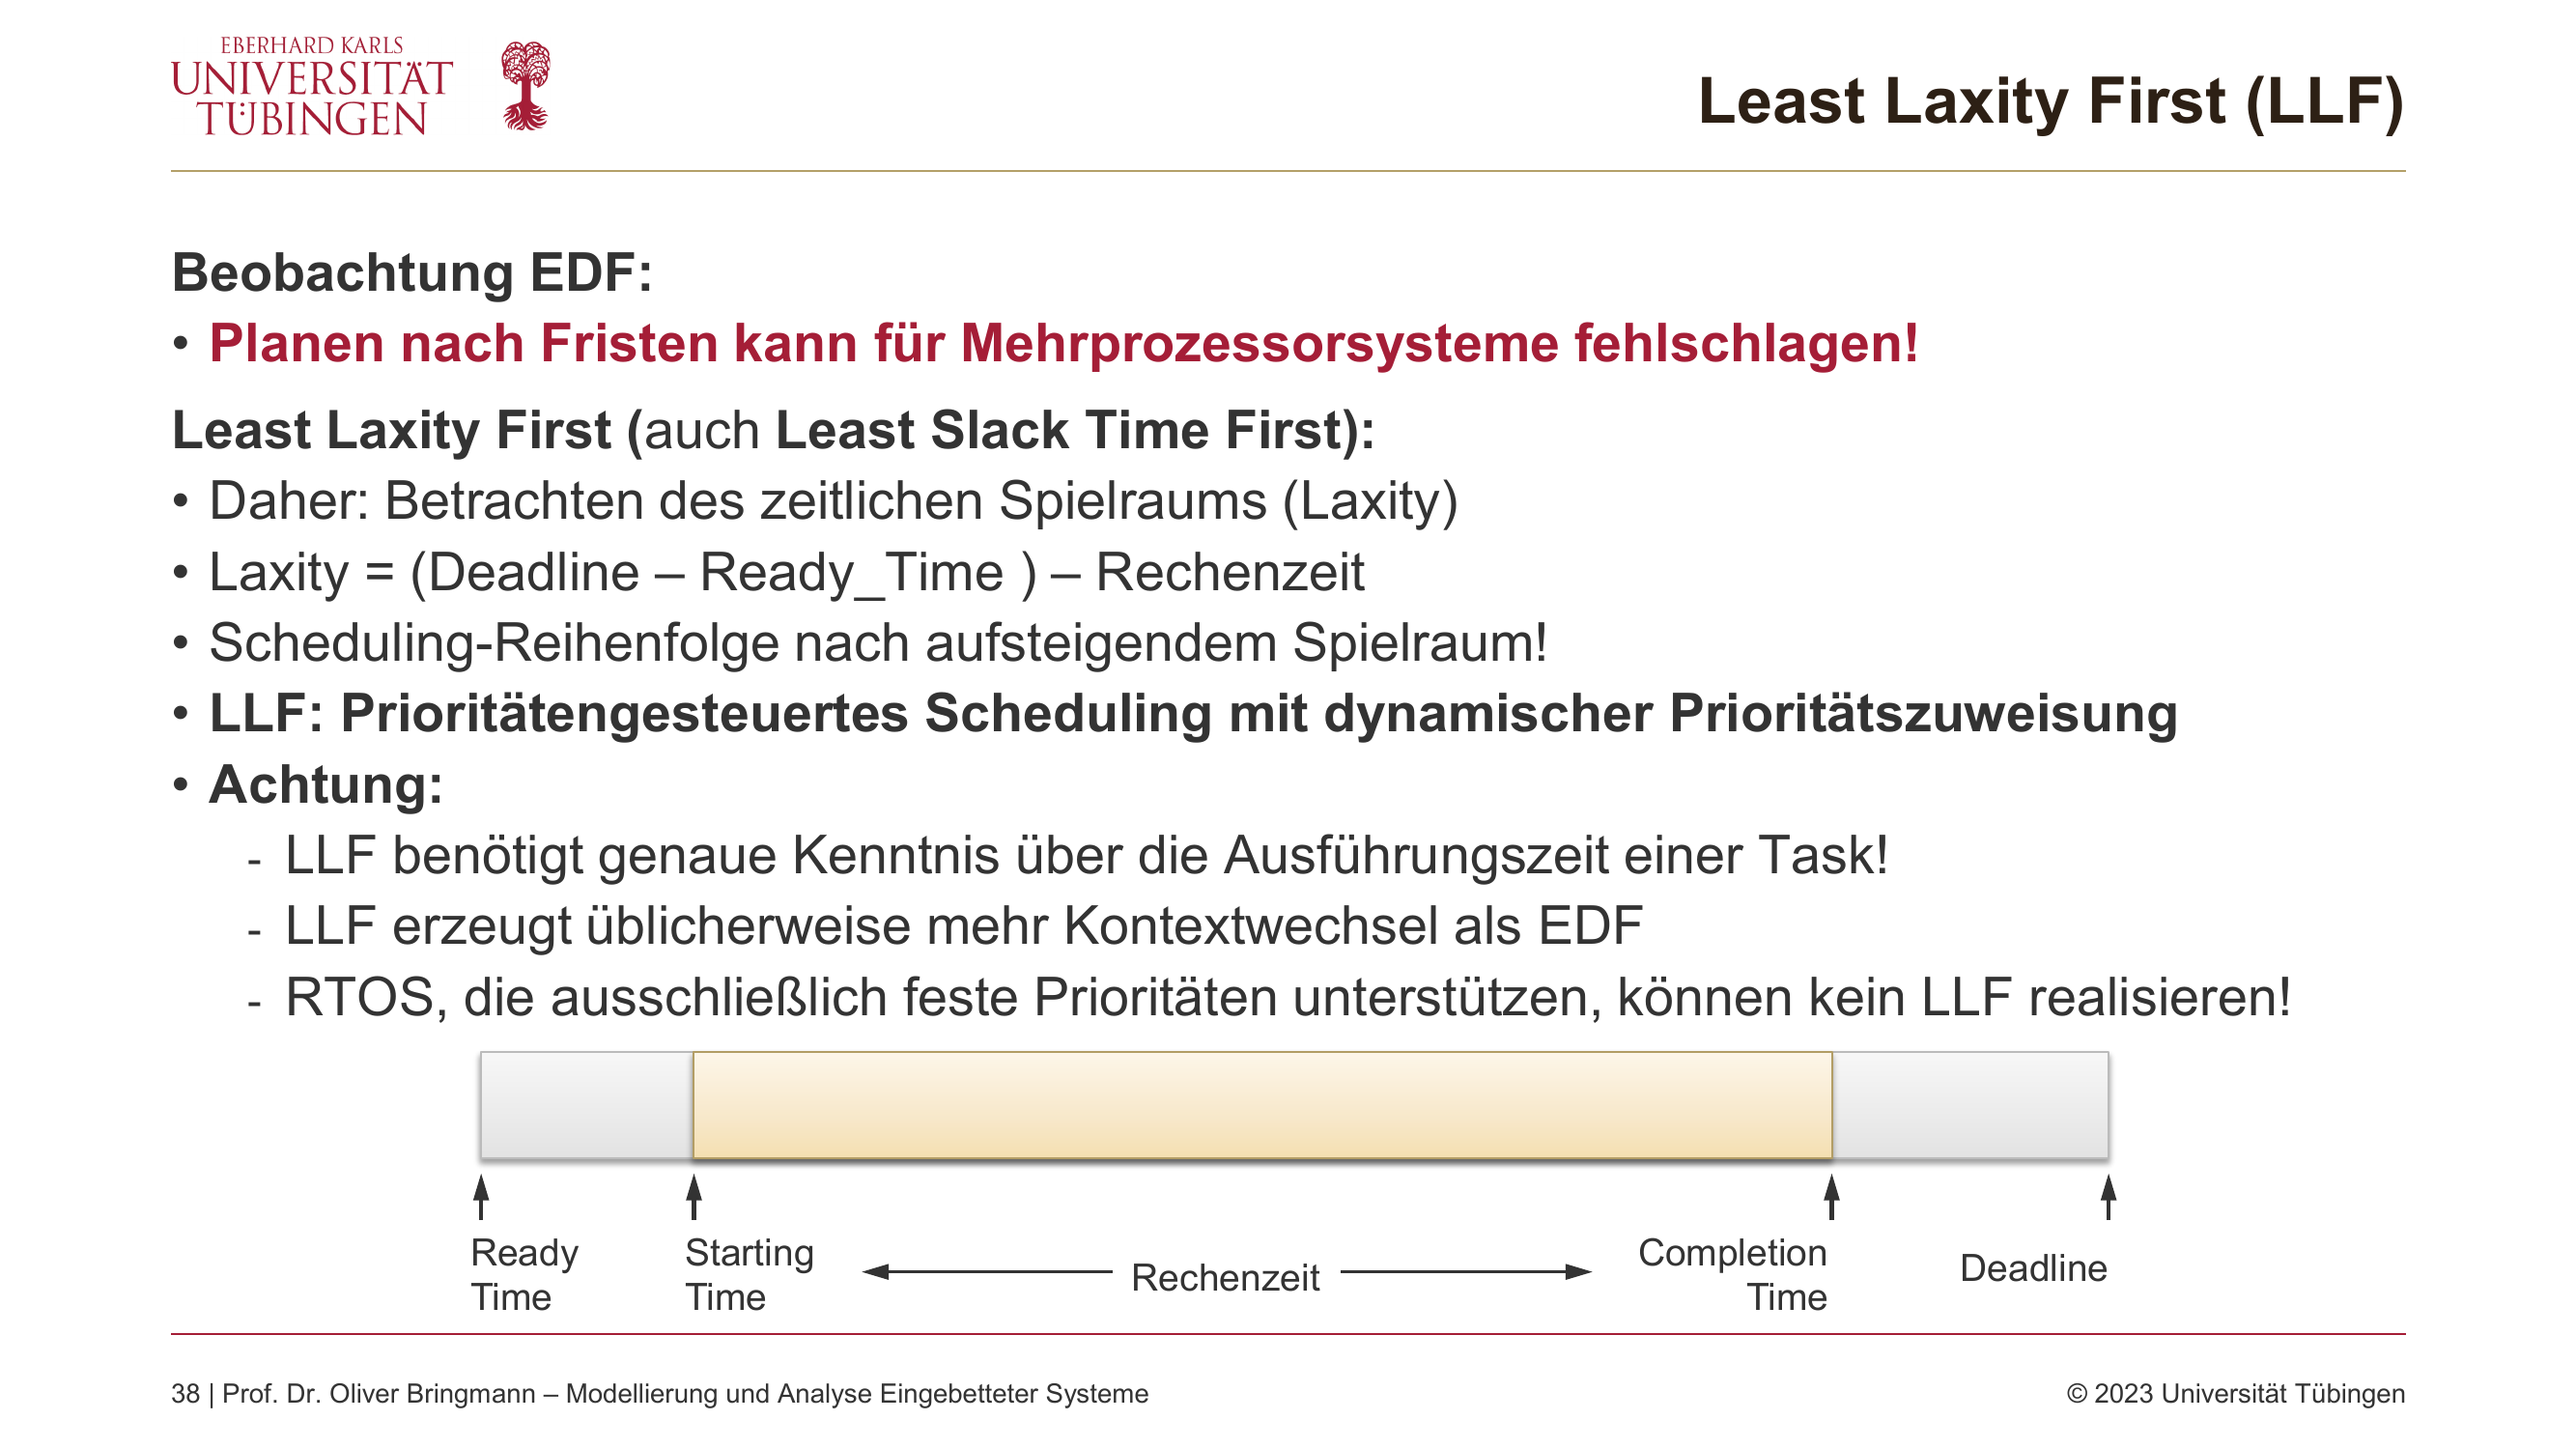 EBERHARD KARLS
UNIVERSITÄT
TÜBINGEN
Least Laxity First (LLF)
Beobachtung EDF:
• Planen nach Fristen kann für Mehrprozessorsysteme fehlschlagen!
Least Laxity First (auch Least Slack Time First):
• Daher: Betrachten des zeitlichen Spielraums (Laxity)
• Laxity = (Deadline – Ready_Time ) – Rechenzeit
• Scheduling-Reihenfolge nach aufsteigendem Spielraum!
• LLF: Prioritätengesteuertes Scheduling mit dynamischer Prioritätszuweisung
• Achtung:
- LLF benötigt genaue Kenntnis über die Ausführungszeit einer Task!
- LLF erzeugt üblicherweise mehr Kontextwechsel als EDF
- RTOS, die ausschließlich feste Prioritäten unterstützen, können kein LLF realisieren!
Ready
Time
Starting
Time
Rechenzeit
Completion
Time
Deadline
38 | Prof. Dr. Oliver Bringmann – Modellierung und Analyse Eingebetteter Systeme
© 2023 Universität Tübingen